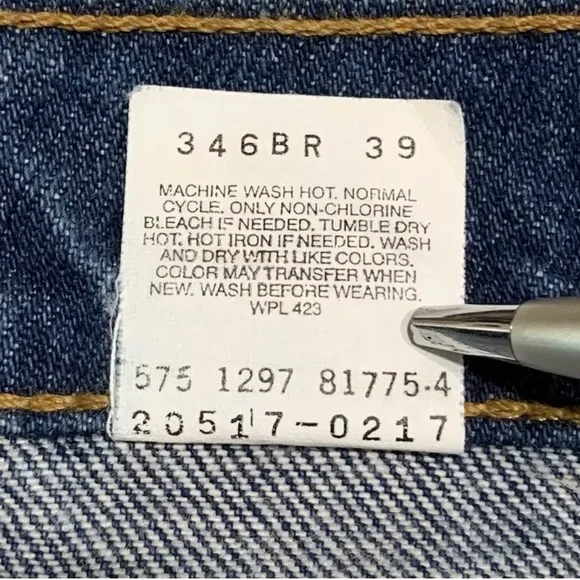 346BR 39
MACHINE WASH HOT. NORMAL
CYCLE. ONLY NON-CHLORINE
BLEACH IF NEEDED. TUMBLE DRY
HOT. HOT IRON IF NEEDED. WASH
AND DRY WITH LIKE COLORS.
COLOR MAY TRANSFER WHEN
NEW. WASH BEFORE WEARING.
WPL 423
575 1297 81775-4
20517-0217